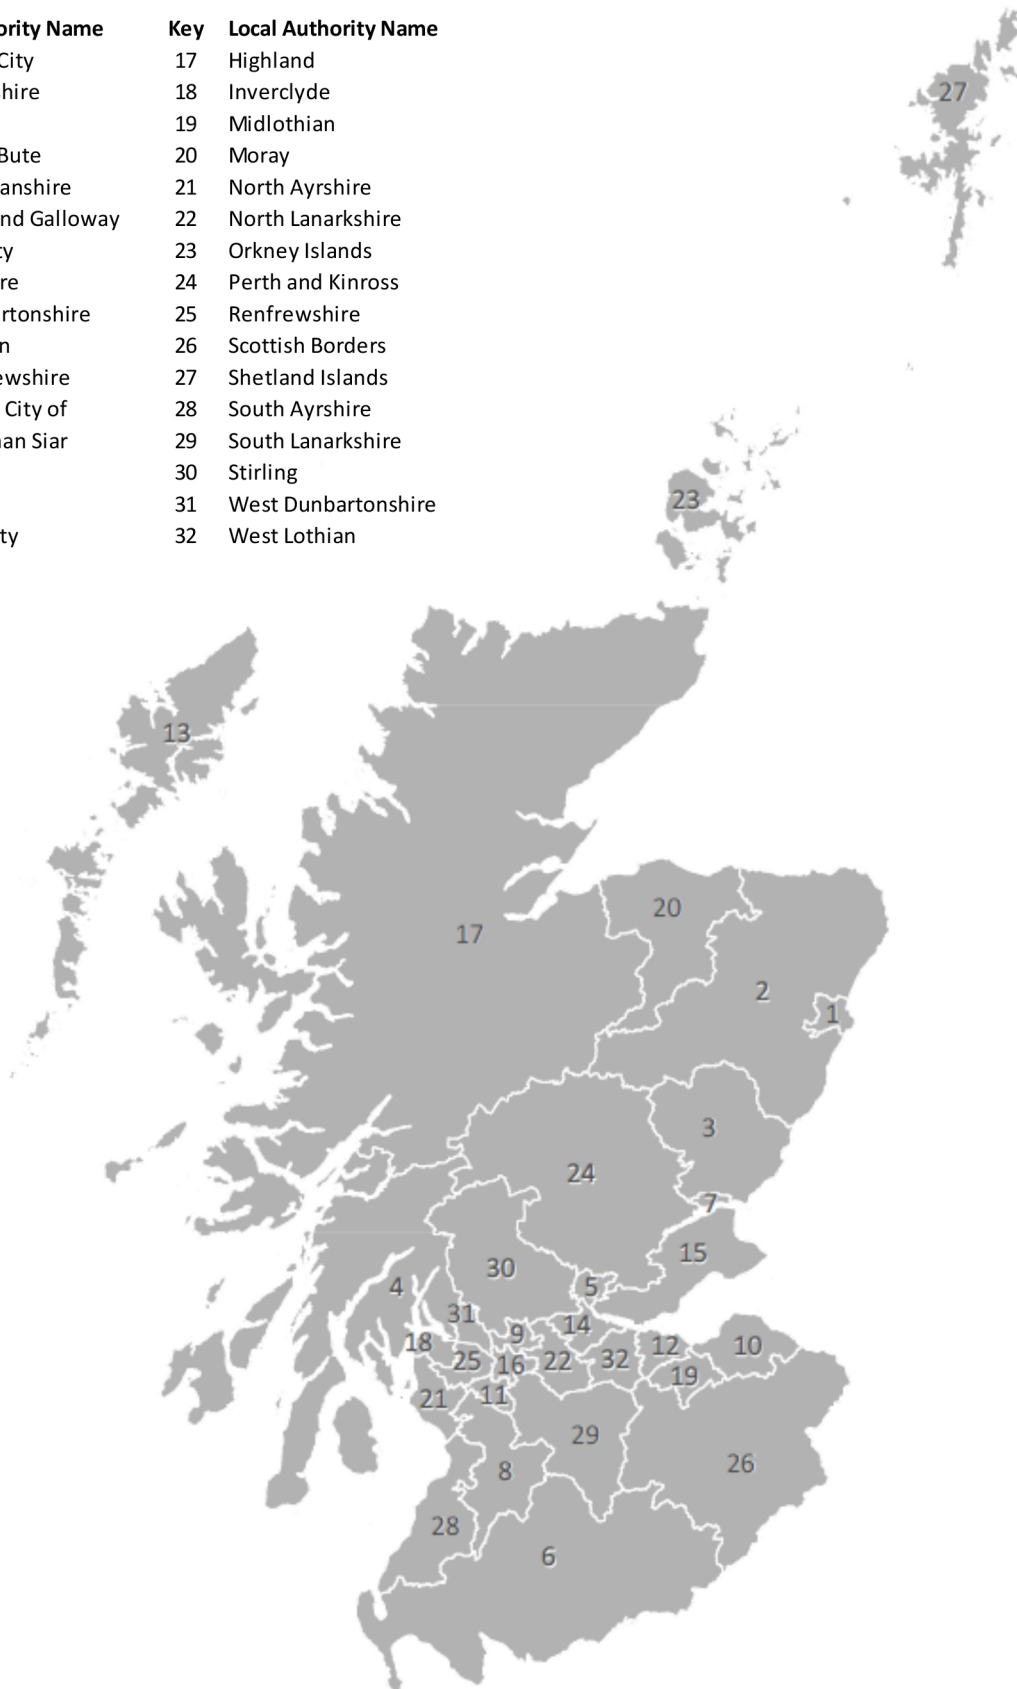 ority Name Key Local Authority Name
City 17 Highland
hire 18 Inverclyde
19 Midlothian
Bute 20 Moray
anshire 21 North Ayrshire
nd Galloway 22 North Lanarkshire
ty 23 Orkney Islands
re 24 Perth and Kinross
rtonshire 25 Renfrewshire
n 26 Scottish Borders
ewshire 27 Shetland Islands
City of 28 South Ayrshire
an Siar 29 South Lanarkshire
30 Stirling
31 West Dunbartonshire
ty 32 West Lothian
27
23
13
20
17
2
1
3
24
7
15
30
5
4
31
14
9
18
12
10
25
16
22
32
19
21
11
29
26
8
28
6